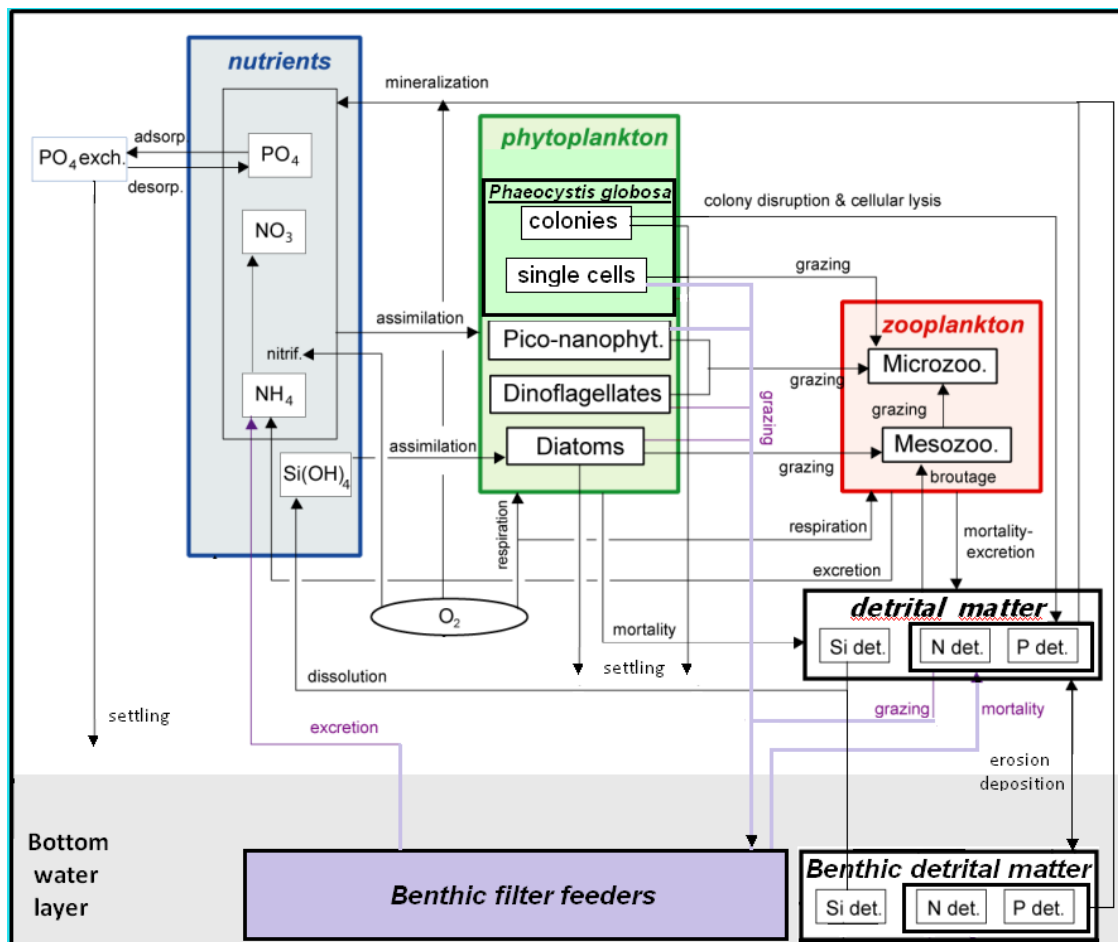 nutrients
mineralization
adsorp.
PO4 exch.
desorp.
PO4
NO3
nitrif.
NH4
Si(OH)4
assimilation
assimilation
phytoplankton
Phaeocystis globosa
colonies
single cells
Pico-nanophyt.
Dinoflagellates
Diatoms
colony disruption & cellular lysis
grazing
zooplankton
Microzoo.
grazing
grazing
grazing
Mesozoo.
grazing
broutage
respiration
respiration
mortality-
excretion
excretion
O2
mortality
detrital matter
Si det.
N det.
P det.
dissolution
settling
settling
excretion
grazing
mortality
erosion
deposition
Bottom
water
layer
Benthic filter feeders
Benthic detrital matter
Si det.
N det.
P det.